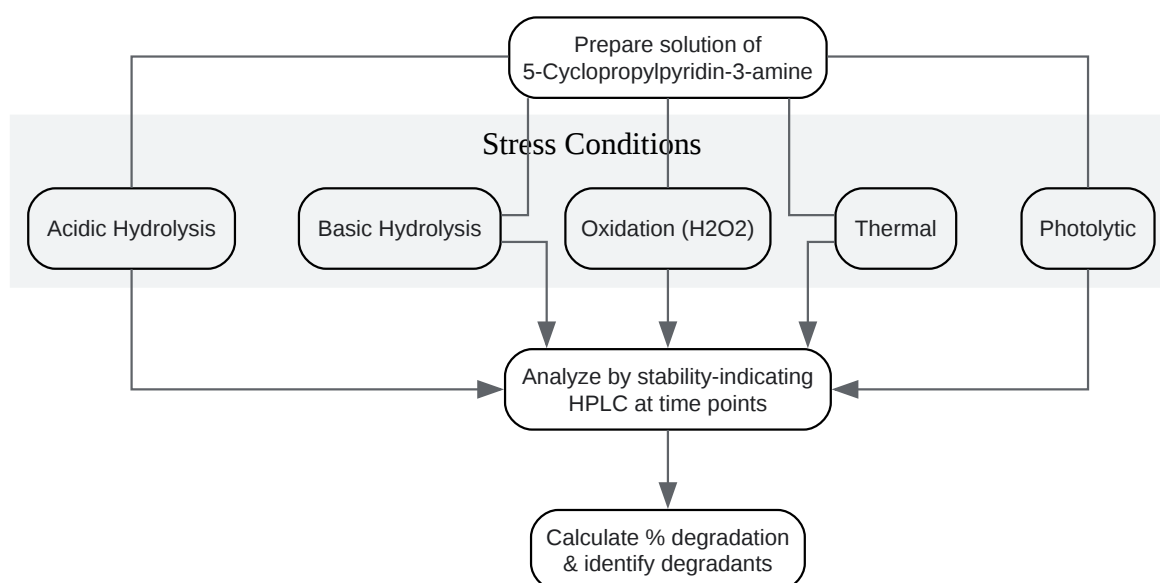 Prepare solution of
5-Cyclopropylpyridin-3-amine
Stress Conditions
Acidic Hydrolysis
Basic Hydrolysis
Oxidation (H2O2)
Thermal
Photolytic
Analyze by stability-indicating
HPLC at time points
Calculate % degradation
& identify degradants